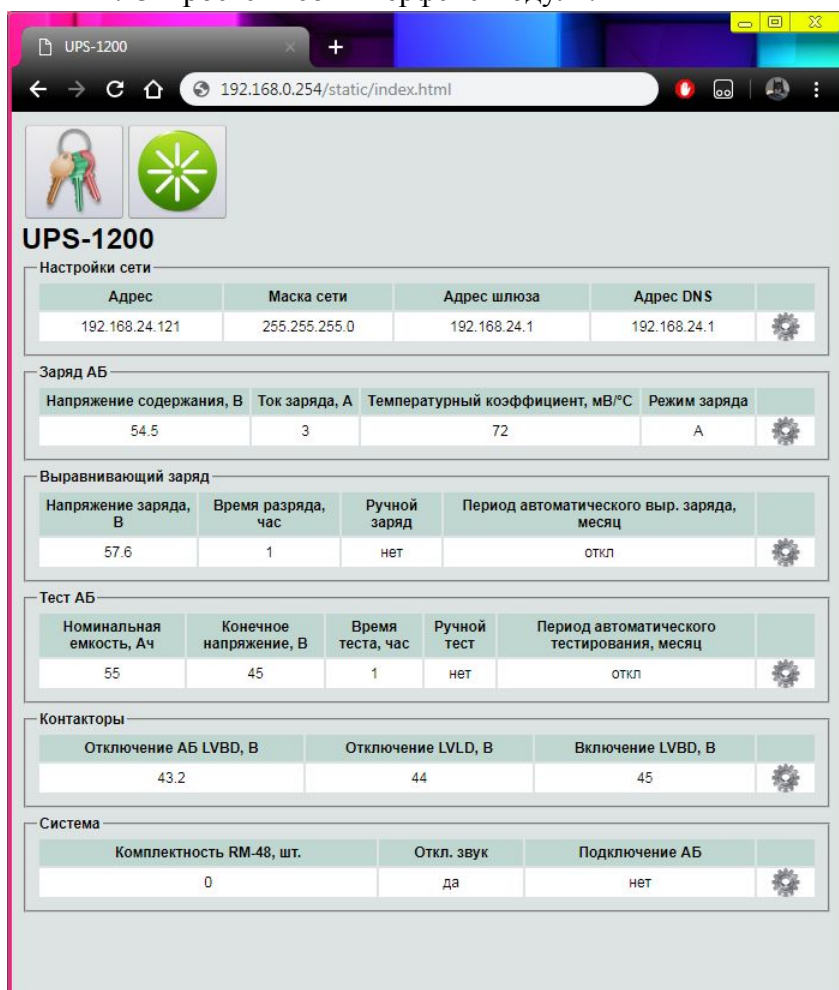 UPS-1200
192.168.0.254/static/index.html
UPS-1200
Настройки сети
Адрес Маска сети Адрес шлюза Адрес DNS
192.168.24.121 255.255.255.0 192.168.24.1 192.168.24.1
Заряд АБ
Напряжение содержания, В Ток заряда, А Температурный коэффициент, мВ/°С Режим заряда
54.5 3 72 А
Выравнивающий заряд
Напряжение заряда, В Время разряда, час Ручной заряд Период автоматического выр. заряда, месяц
57.6 1 нет откл
Тест АБ
Номинальная емкость, Ач Конечное напряжение, В Время теста, час Ручной тест Период автоматического тестирования, месяц
55 45 1 нет откл
Контакторы
Отключение АБ LVBD, В Отключение LVLD, В Включение LVBD, В
43.2 44 45
Система
Комплектность RM-48, шт. Откл. звук Подключение АБ
0 да нет